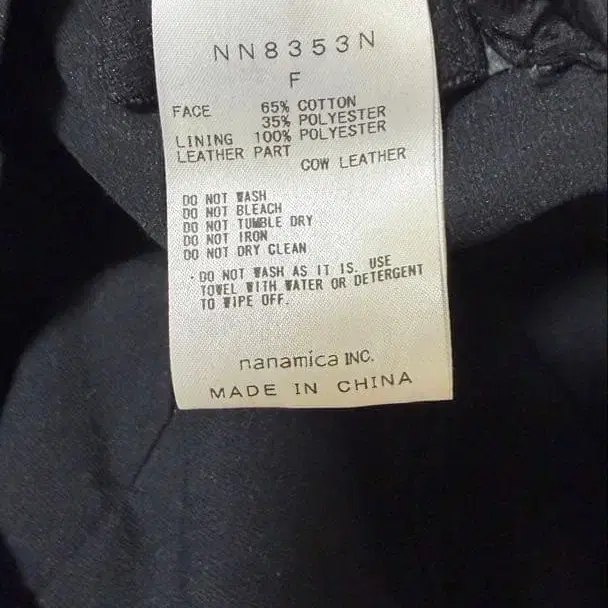 NN8353N
F
FACE 65% COTTON
35% POLYESTER
LINING 100% POLYESTER
LEATHER PART
COW LEATHER
DO NOT WASH
DO NOT BLEACH
DO NOT TUMBLE DRY
DO NOT IRON
DO NOT DRY CLEAN
・DO NOT WASH AS IT IS. USE
TOWEL WITH WATER OR DETERGENT
TO WIPE OFF.
nanamica INC.
MADE IN CHINA